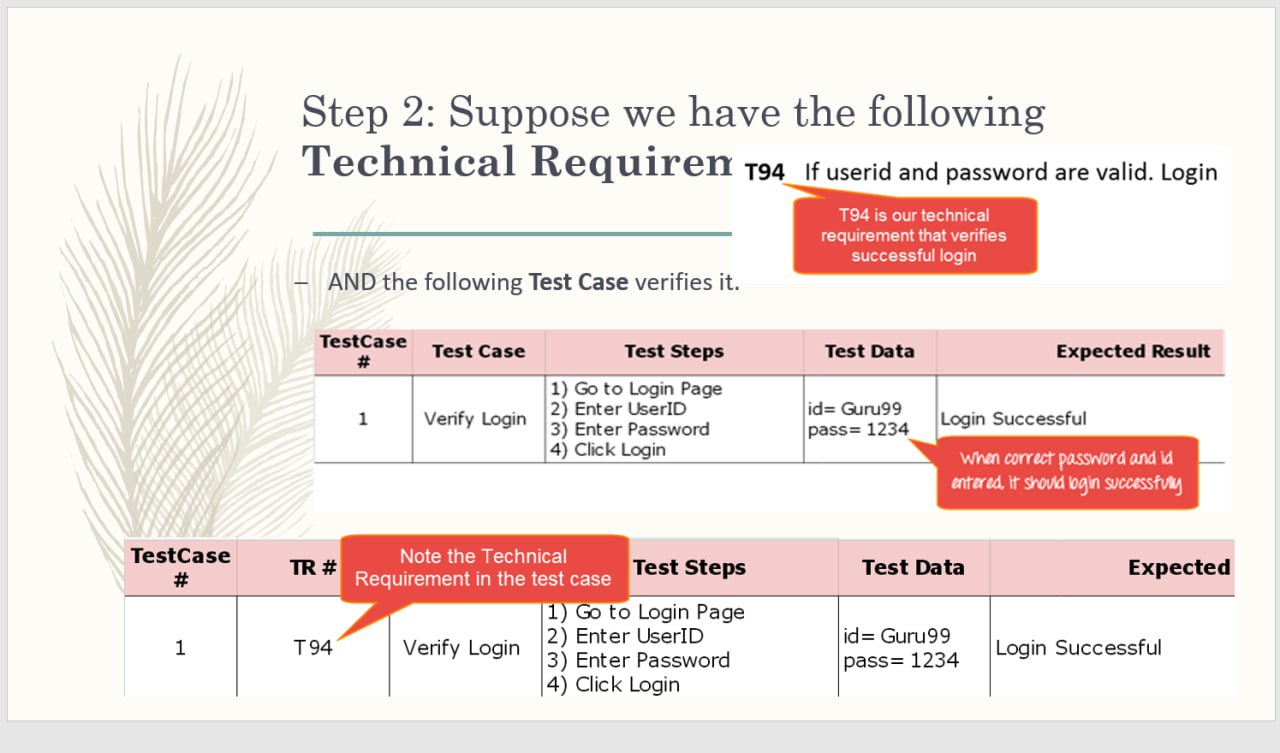 Step 2: Suppose we have the following
Technical Requirem
T94 If userid and password are valid. Login
T94 is our technical
requirement that verifies
successful login
– AND the following Test Case verifies it.
TestCase # Test Case Test Steps Test Data Expected Result
1 Verify Login
1) Go to Login Page
2) Enter UserID
3) Enter Password
4) Click Login
id= Guru99
pass= 1234
Login Successful
When correct password and id
entered, it should login successfully
TestCase # TR # Test Steps Test Data Expected
Note the Technical
Requirement in the test case
1 T94 Verify Login
1) Go to Login Page
2) Enter UserID
3) Enter Password
4) Click Login
id= Guru99
pass= 1234
Login Successful